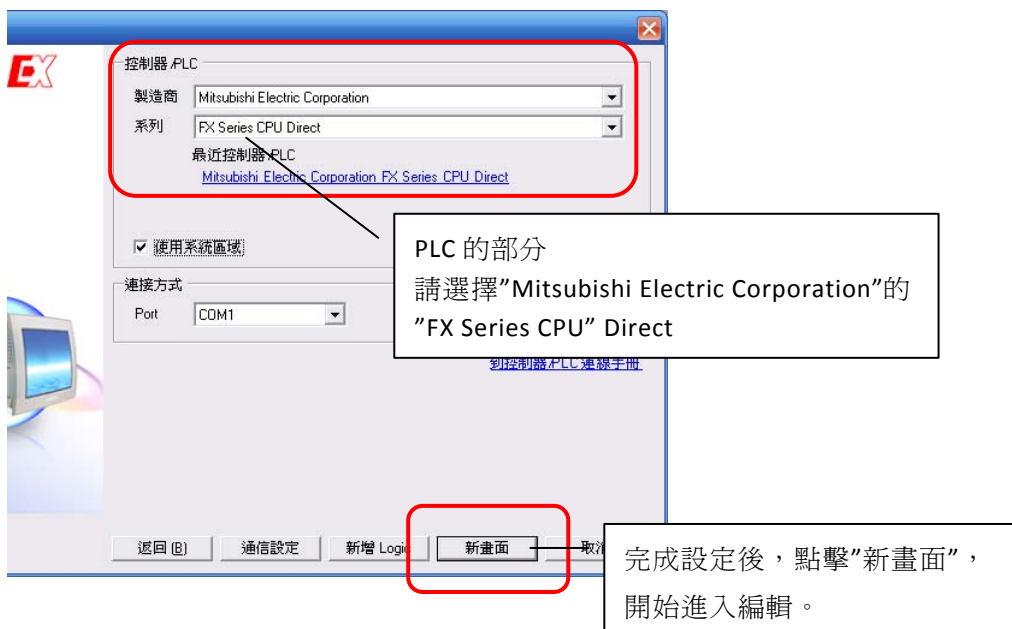 EX
控制器/PLC
製造商 Mitsubishi Electric Corporation
系列 FX Series CPU Direct
最近控制器/PLC
Mitsubishi Electric Corporation FX Series CPU Direct
使用系統區域
PLC 的部分
請選擇”Mitsubishi Electric Corporation”的
”FX Series CPU” Direct
連接方式
Port COM1
到控制器/PLC連線手冊
返回 (B) 通信設定 新增 Logic 新畫面
完成設定後，點擊”新畫面”，
開始進入編輯。